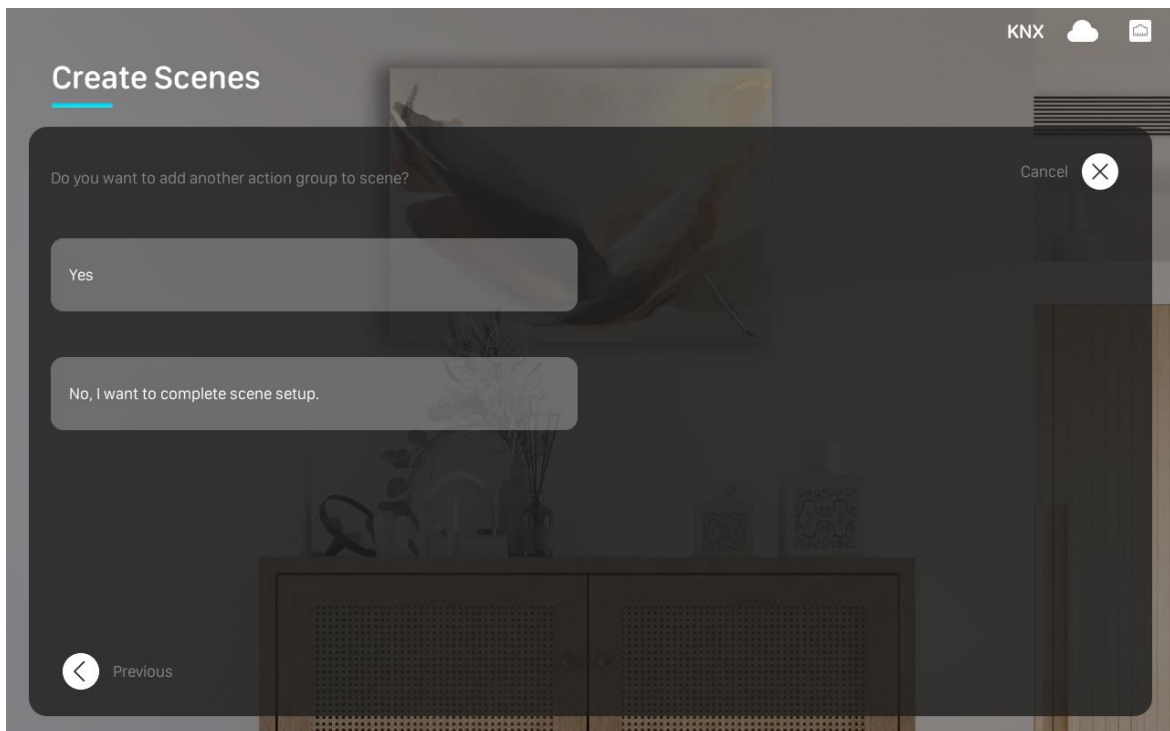 KNX
Create Scenes
Do you want to add another action group to scene?
Cancel
Yes
No, I want to complete scene setup.
Previous